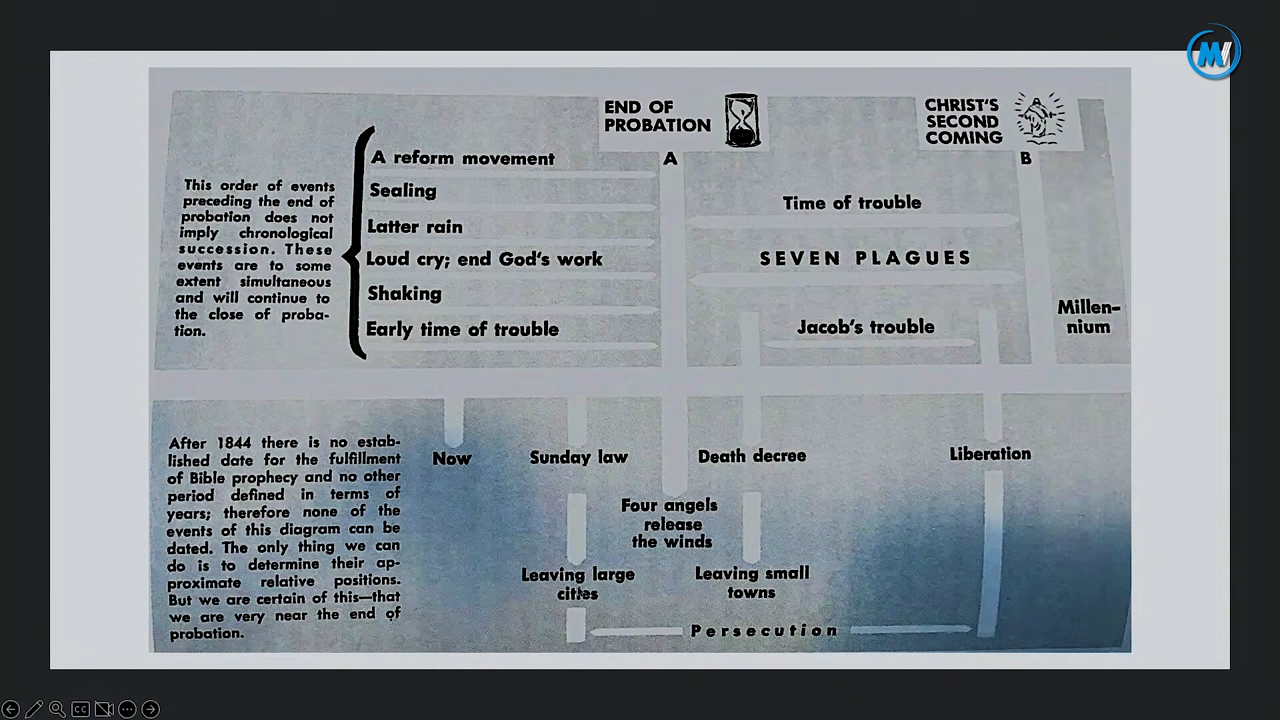 END OF
PROBATION
CHRIST'S
SECOND
COMING
A
B
This order of events
preceding the end of
probation does not
imply chronological
succession. These
events are to some
extent simultaneous
and will continue to
the close of proba-
tion.
A reform movement
Sealing
Latter rain
Loud cry; end God's work
Shaking
Early time of trouble
Time of trouble
SEVEN PLAGUES
Jacob's trouble
Millen-
nium
After 1844 there is no estab-
lished date for the fulfillment
of Bible prophecy and no other
period defined in terms of
years; therefore none of the
events of this diagram can be
dated. The only thing we can
do is to determine their ap-
proximate relative positions.
But we are certain of this—that
we are very near the end of
probation.
Now
Sunday law
Death decree
Liberation
Four angels
release
the winds
Leaving large
cities
Leaving small
towns
Persecution
MV
CC